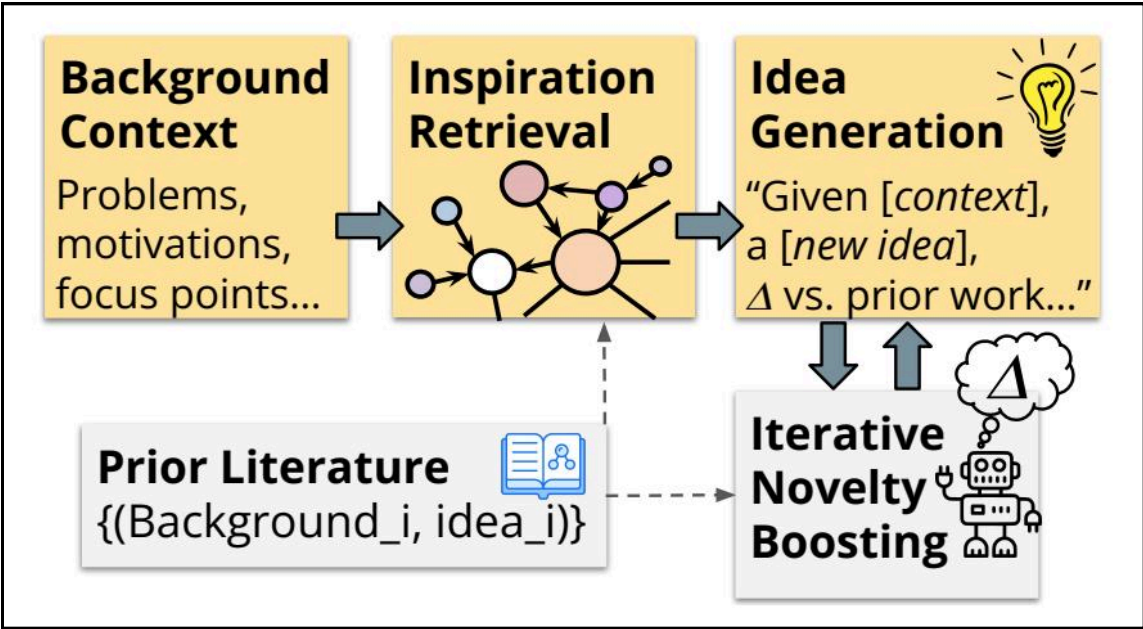 Background
Context
Problems,
motivations,
focus points...
Inspiration
Retrieval
Idea
Generation
“Given [context],
a [new idea],
Δ vs. prior work...”
Prior Literature
{(Background_i, idea_i)}
Iterative
Novelty
Boosting
Δ